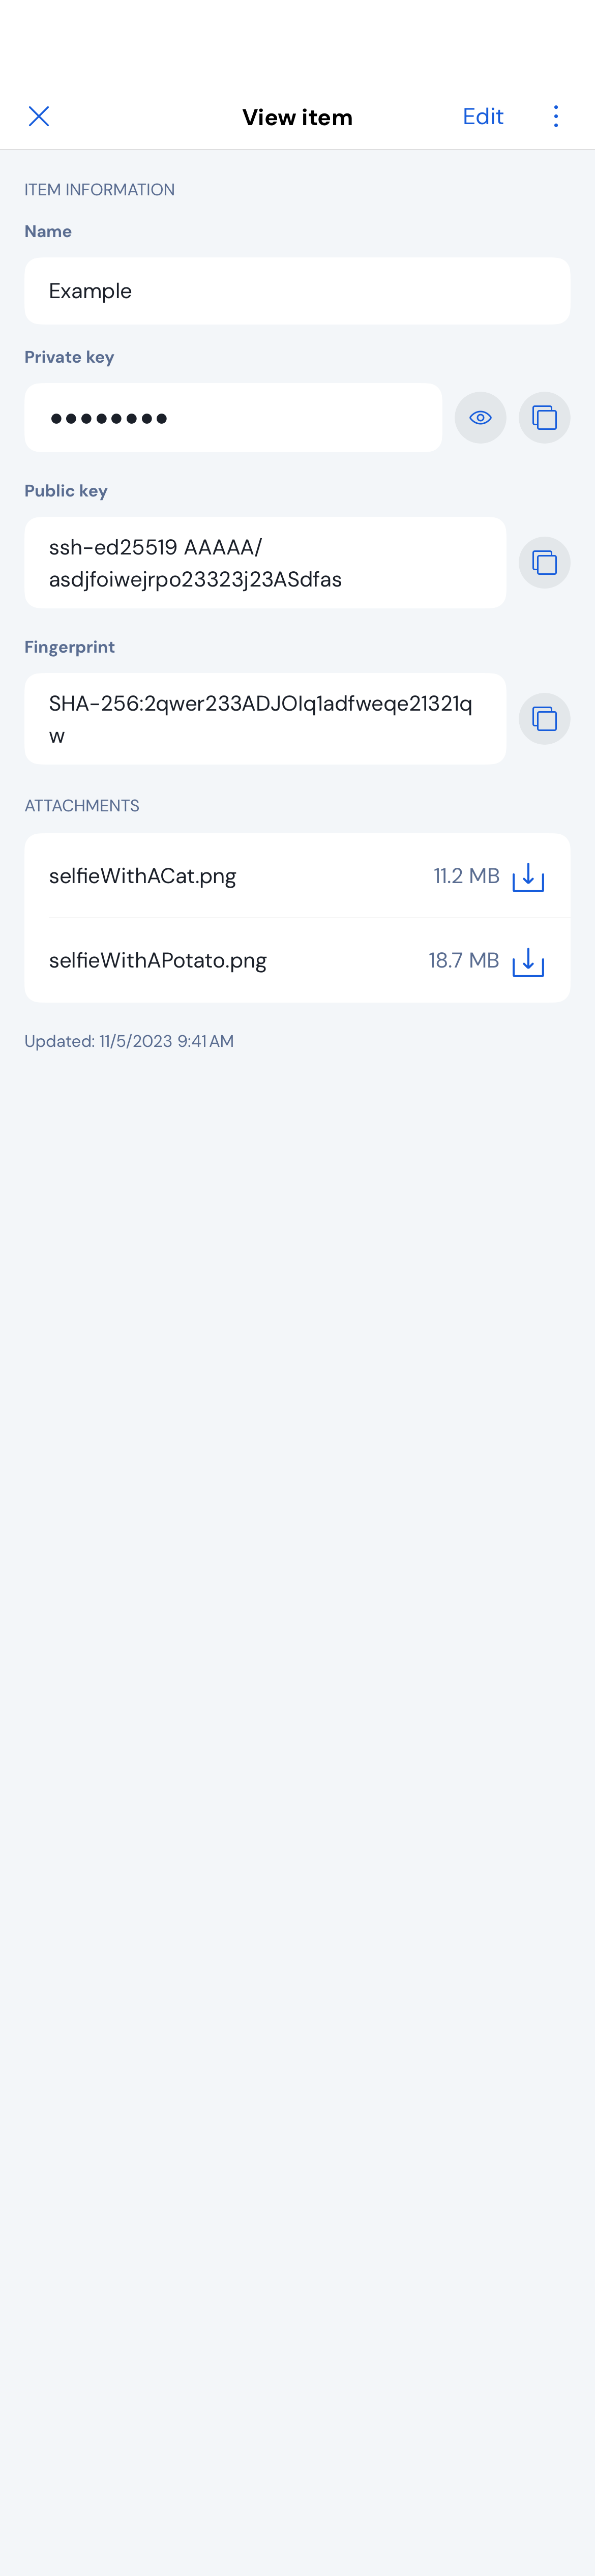 View item
Edit
ITEM INFORMATION
Name
Example
Private key
Public key
ssh-ed25519 AAAAA/
asdjfoiwejrpo23323j23ASdfas
Fingerprint
SHA-256:2qwer233ADJOIq1adfweqe21321q
w
ATTACHMENTS
selfieWithACat.png 11.2 MB
selfieWithAPotato.png 18.7 MB
Updated: 11/5/2023 9:41 AM